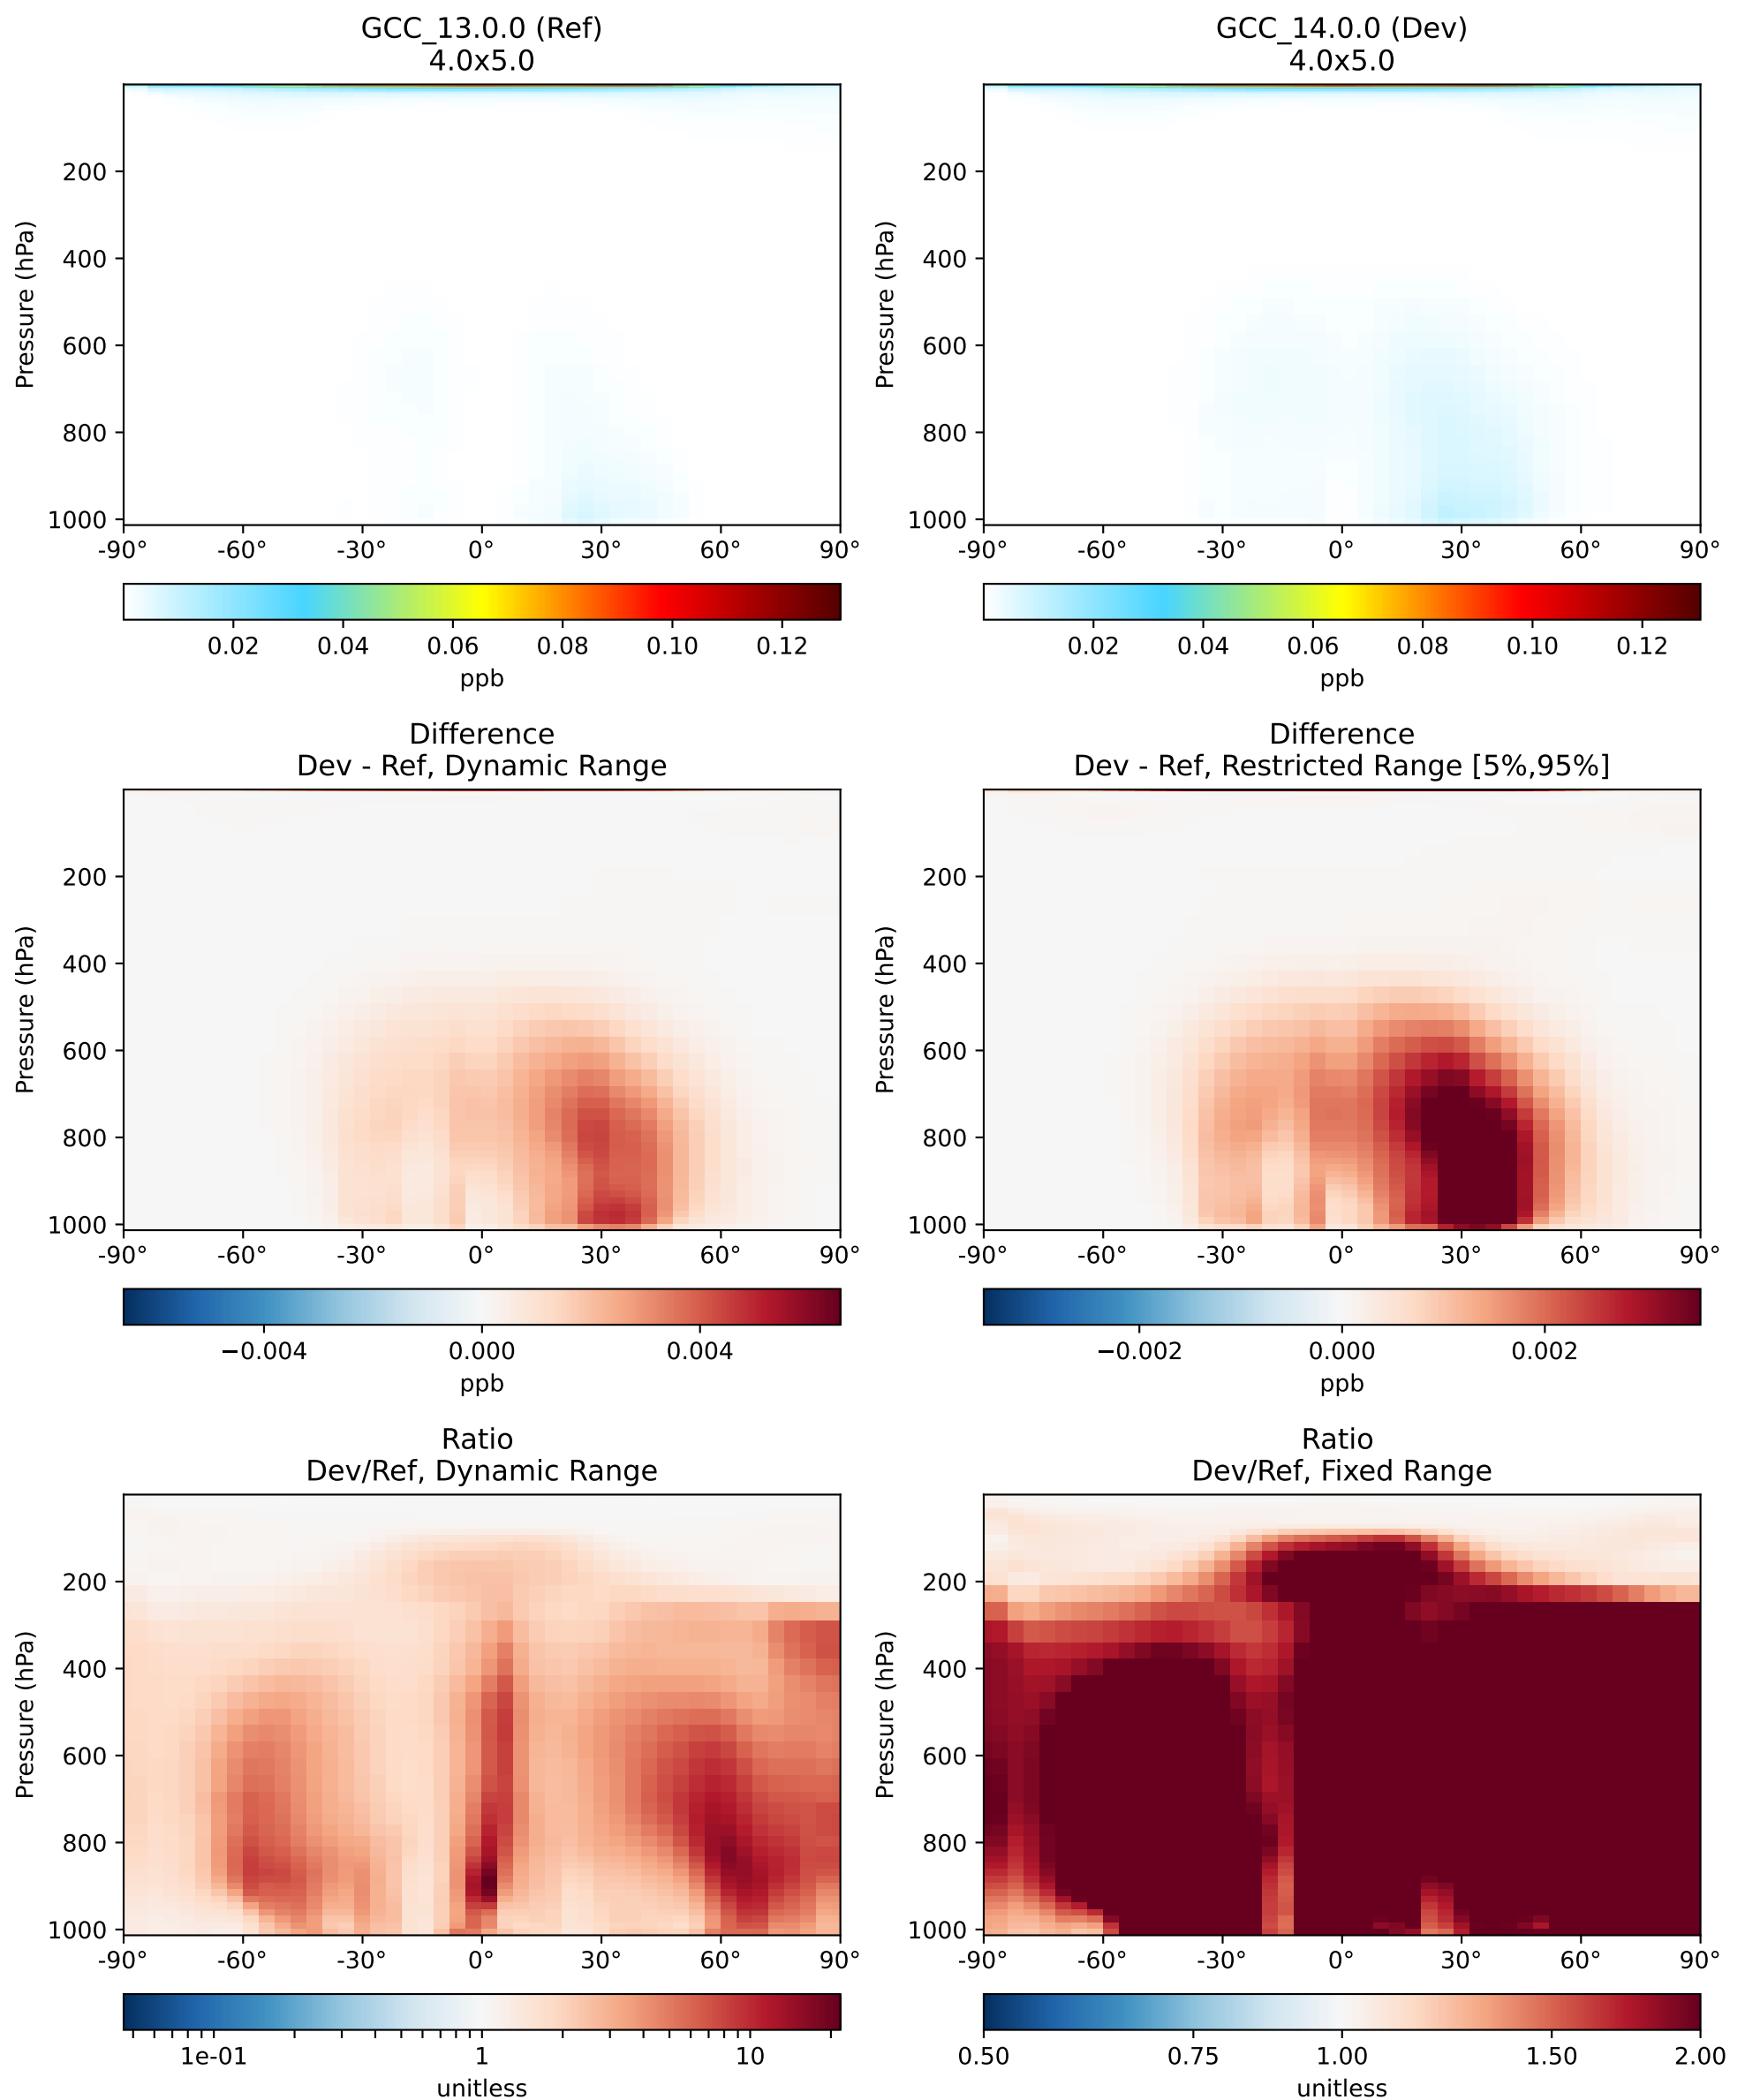 GCC_13.0.0 (Ref)
4.0x5.0
Pressure (hPa)
200
400
600
800
1000
-90° -60° -30° 0° 30° 60° 90°
0.02 0.04 0.06 0.08 0.10 0.12
ppb
GCC_14.0.0 (Dev)
4.0x5.0
Pressure (hPa)
200
400
600
800
1000
-90° -60° -30° 0° 30° 60° 90°
0.02 0.04 0.06 0.08 0.10 0.12
ppb
Difference
Dev - Ref, Dynamic Range
Pressure (hPa)
200
400
600
800
1000
-90° -60° -30° 0° 30° 60° 90°
−0.004 0.000 0.004
ppb
Difference
Dev - Ref, Restricted Range [5%,95%]
Pressure (hPa)
200
400
600
800
1000
-90° -60° -30° 0° 30° 60° 90°
−0.002 0.000 0.002
ppb
Ratio
Dev/Ref, Dynamic Range
Pressure (hPa)
200
400
600
800
1000
-90° -60° -30° 0° 30° 60° 90°
1e-01 1 10
unitless
Ratio
Dev/Ref, Fixed Range
Pressure (hPa)
200
400
600
800
1000
-90° -60° -30° 0° 30° 60° 90°
0.50 0.75 1.00 1.50 2.00
unitless